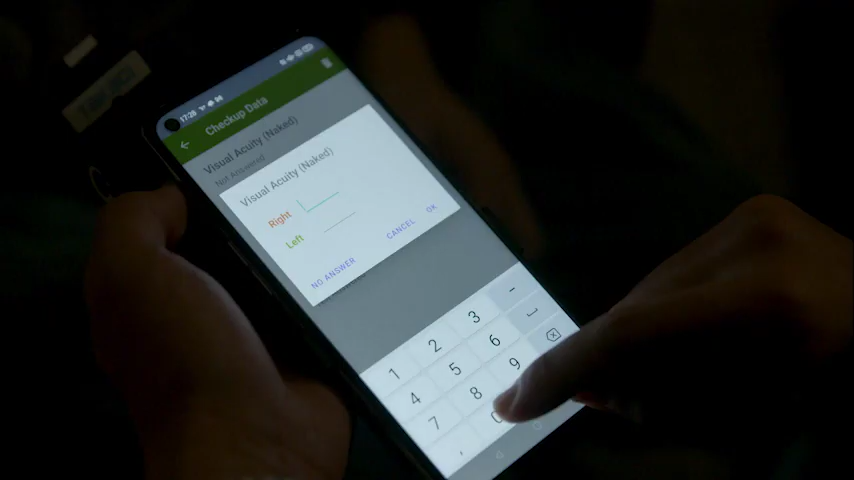 17:28
Checkup Data
Visual Acuity (Naked)
Not Answered
Visual Acuity (Naked)
Right
Left
NO ANSWER CANCEL OK
1 2 3 -
4 5 6
7 8 9
, 0